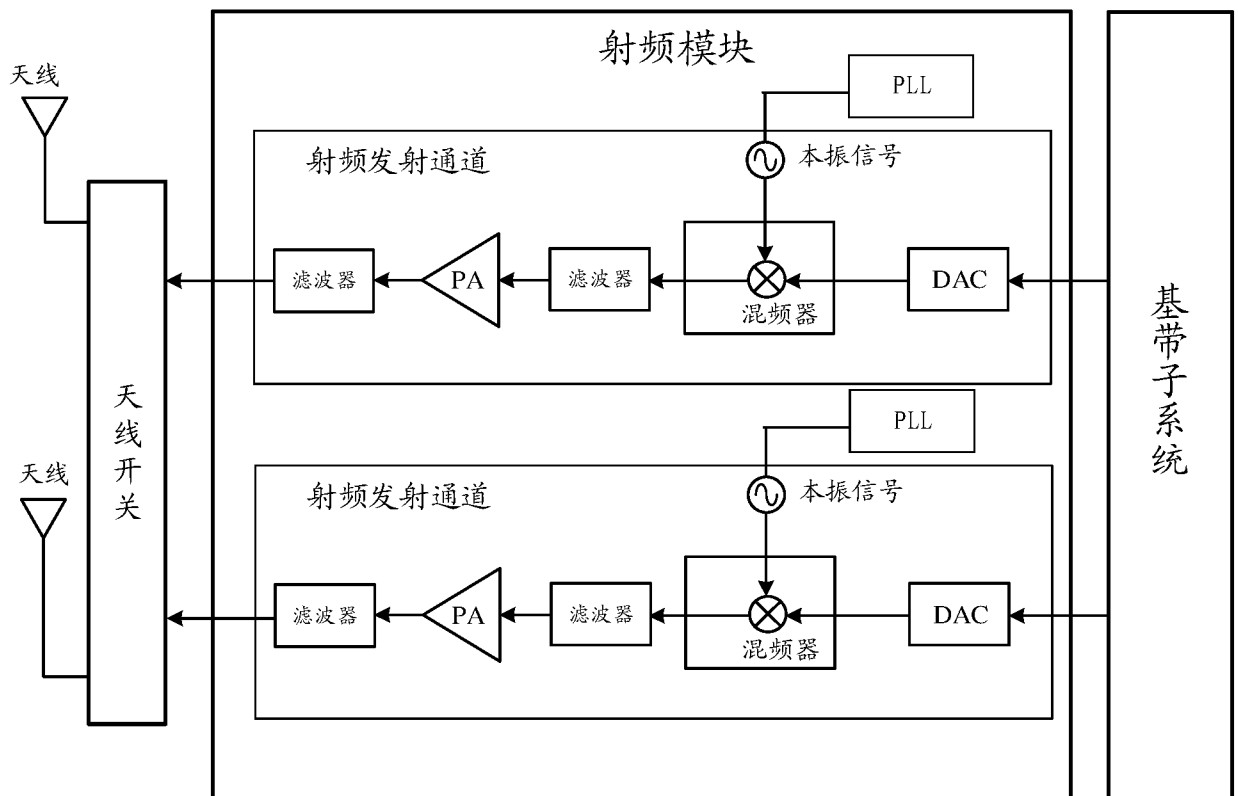 射频模块
天线
PLL
本振信号
射频发射通道
滤波器
PA
滤波器
混频器
DAC
天线开关
基带子系统
天线
PLL
本振信号
射频发射通道
滤波器
PA
滤波器
混频器
DAC